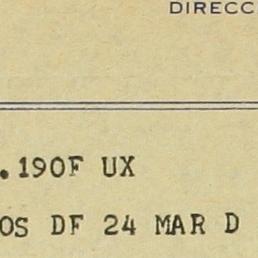 DIRECC
.190F UX
OS DF 24 MAR D